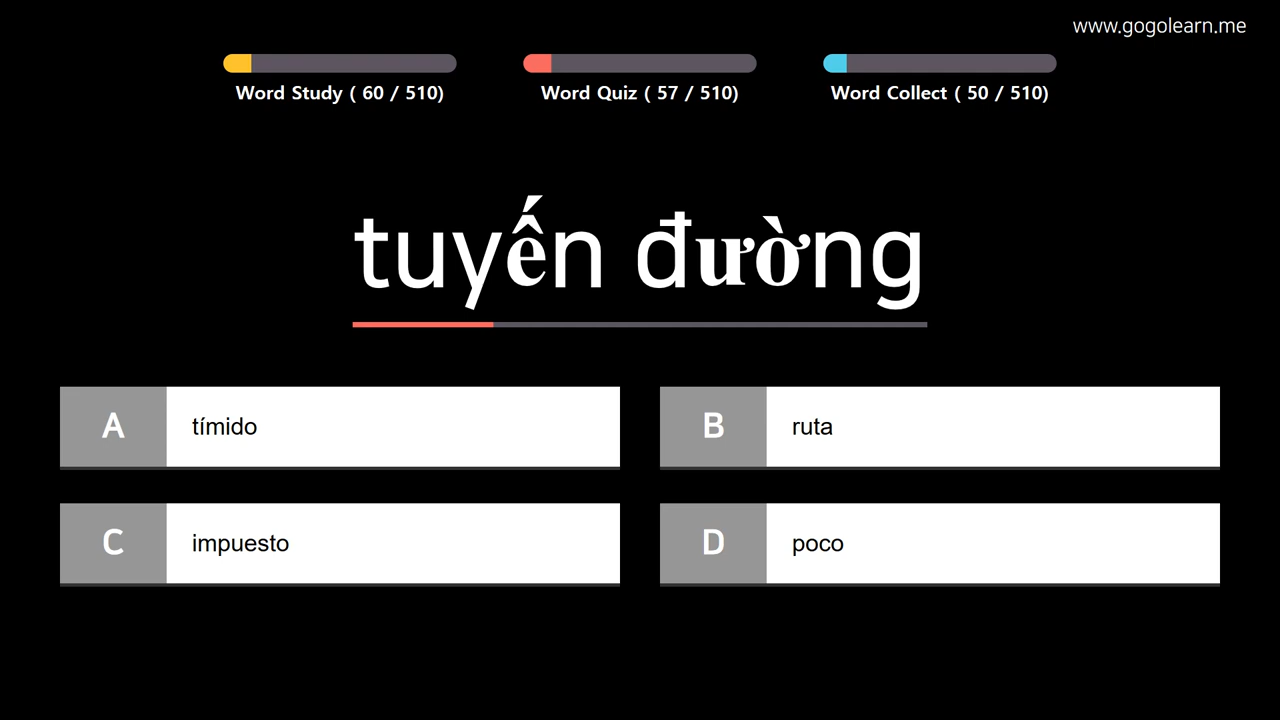 www.gogolearn.me
Word Study ( 60 / 510)
Word Quiz ( 57 / 510)
Word Collect ( 50 / 510)
tuyến đường
A tímido
B ruta
C impuesto
D poco